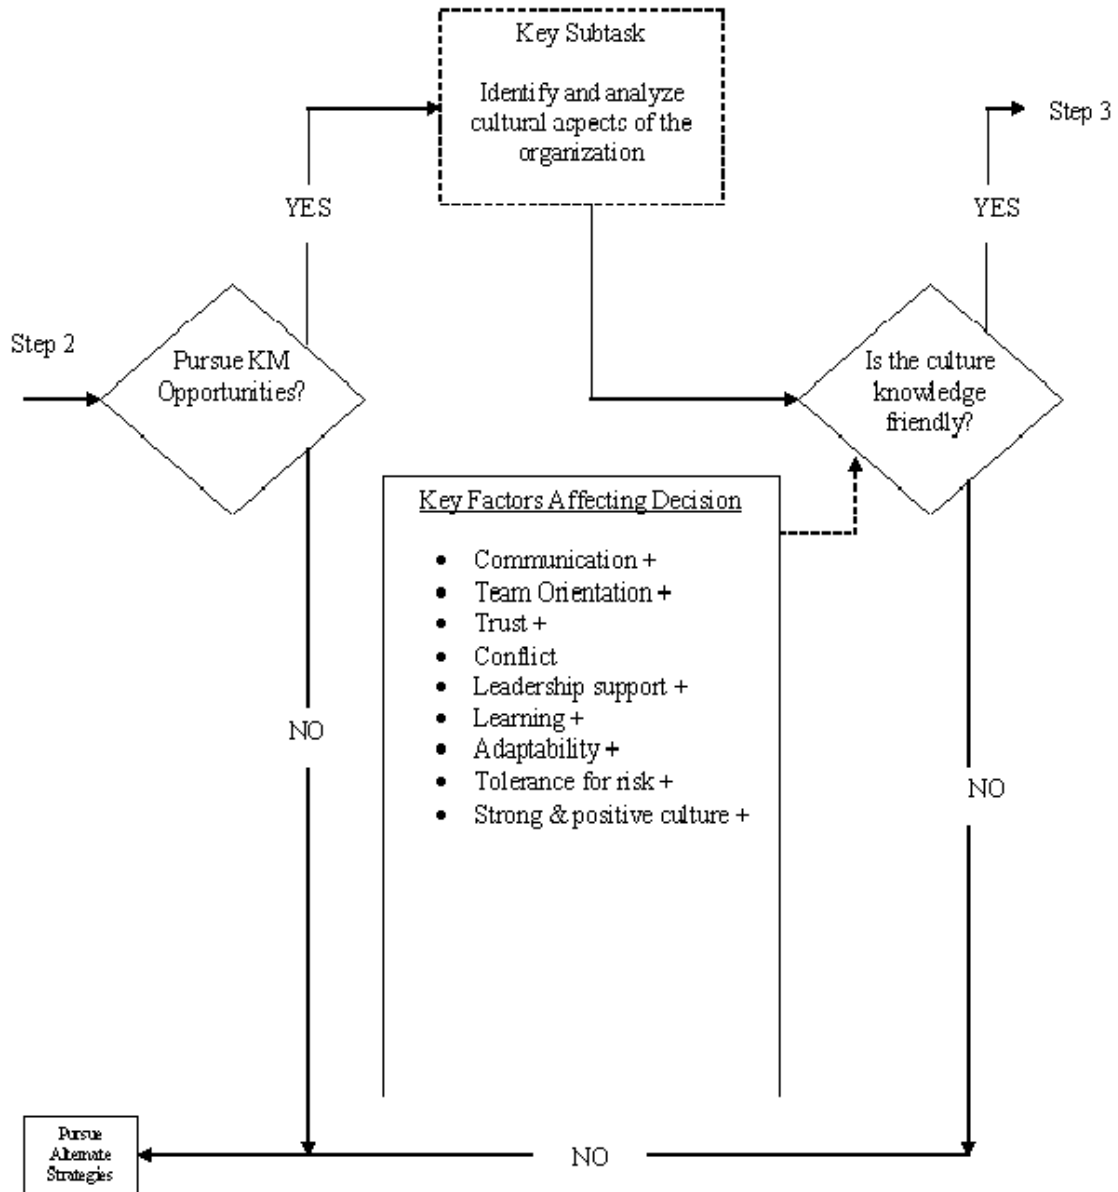 Key Subtask
Identify and analyze
cultural aspects of the
organization
Step 3
YES
YES
Step 2
Pursue KM
Opportunities?
Is the culture
knowledge
friendly?
Key Factors Affecting Decision
• Communication +
• Team Orientation +
• Trust +
• Conflict
• Leadership support +
• Learning +
• Adaptability +
• Tolerance for risk +
• Strong & positive culture +
NO
NO
Pursue
Alternate
Strategies
NO